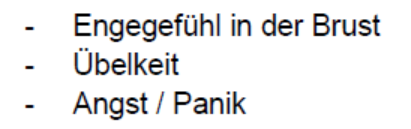 - Engegefühl in der Brust
- Übelkeit
- Angst / Panik